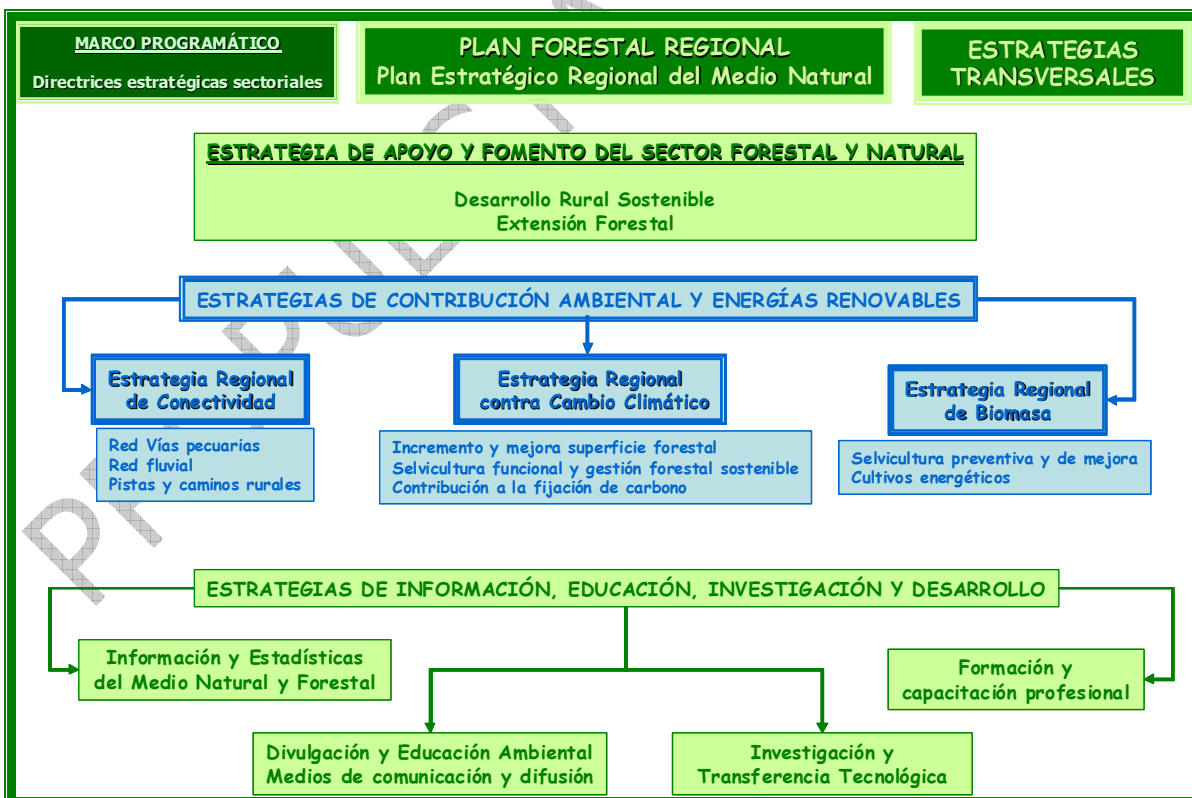 MARCO PROGRAMÁTICO
Directrices estratégicas sectoriales
PLAN FORESTAL REGIONAL
Plan Estratégico Regional del Medio Natural
ESTRATEGIAS
TRANSVERSALES
ESTRATEGIA DE APOYO Y FOMENTO DEL SECTOR FORESTAL Y NATURAL
Desarrollo Rural Sostenible
Extensión Forestal
ESTRATEGIAS DE CONTRIBUCIÓN AMBIENTAL Y ENERGÍAS RENOVABLES
Estrategia Regional
de Conectividad
Red Vías pecuarias
Red fluvial
Pistas y caminos rurales
Estrategia Regional
contra Cambio Climático
Incremento y mejora superficie forestal
Selvicultura funcional y gestión forestal sostenible
Contribución a la fijación de carbono
Estrategia Regional
de Biomasa
Selvicultura preventiva y de mejora
Cultivos energéticos
ESTRATEGIAS DE INFORMACIÓN, EDUCACIÓN, INVESTIGACIÓN Y DESARROLLO
Información y Estadísticas
del Medio Natural y Forestal
Divulgación y Educación Ambiental
Medios de comunicación y difusión
Investigación y
Transferencia Tecnológica
Formación y
capacitación profesional